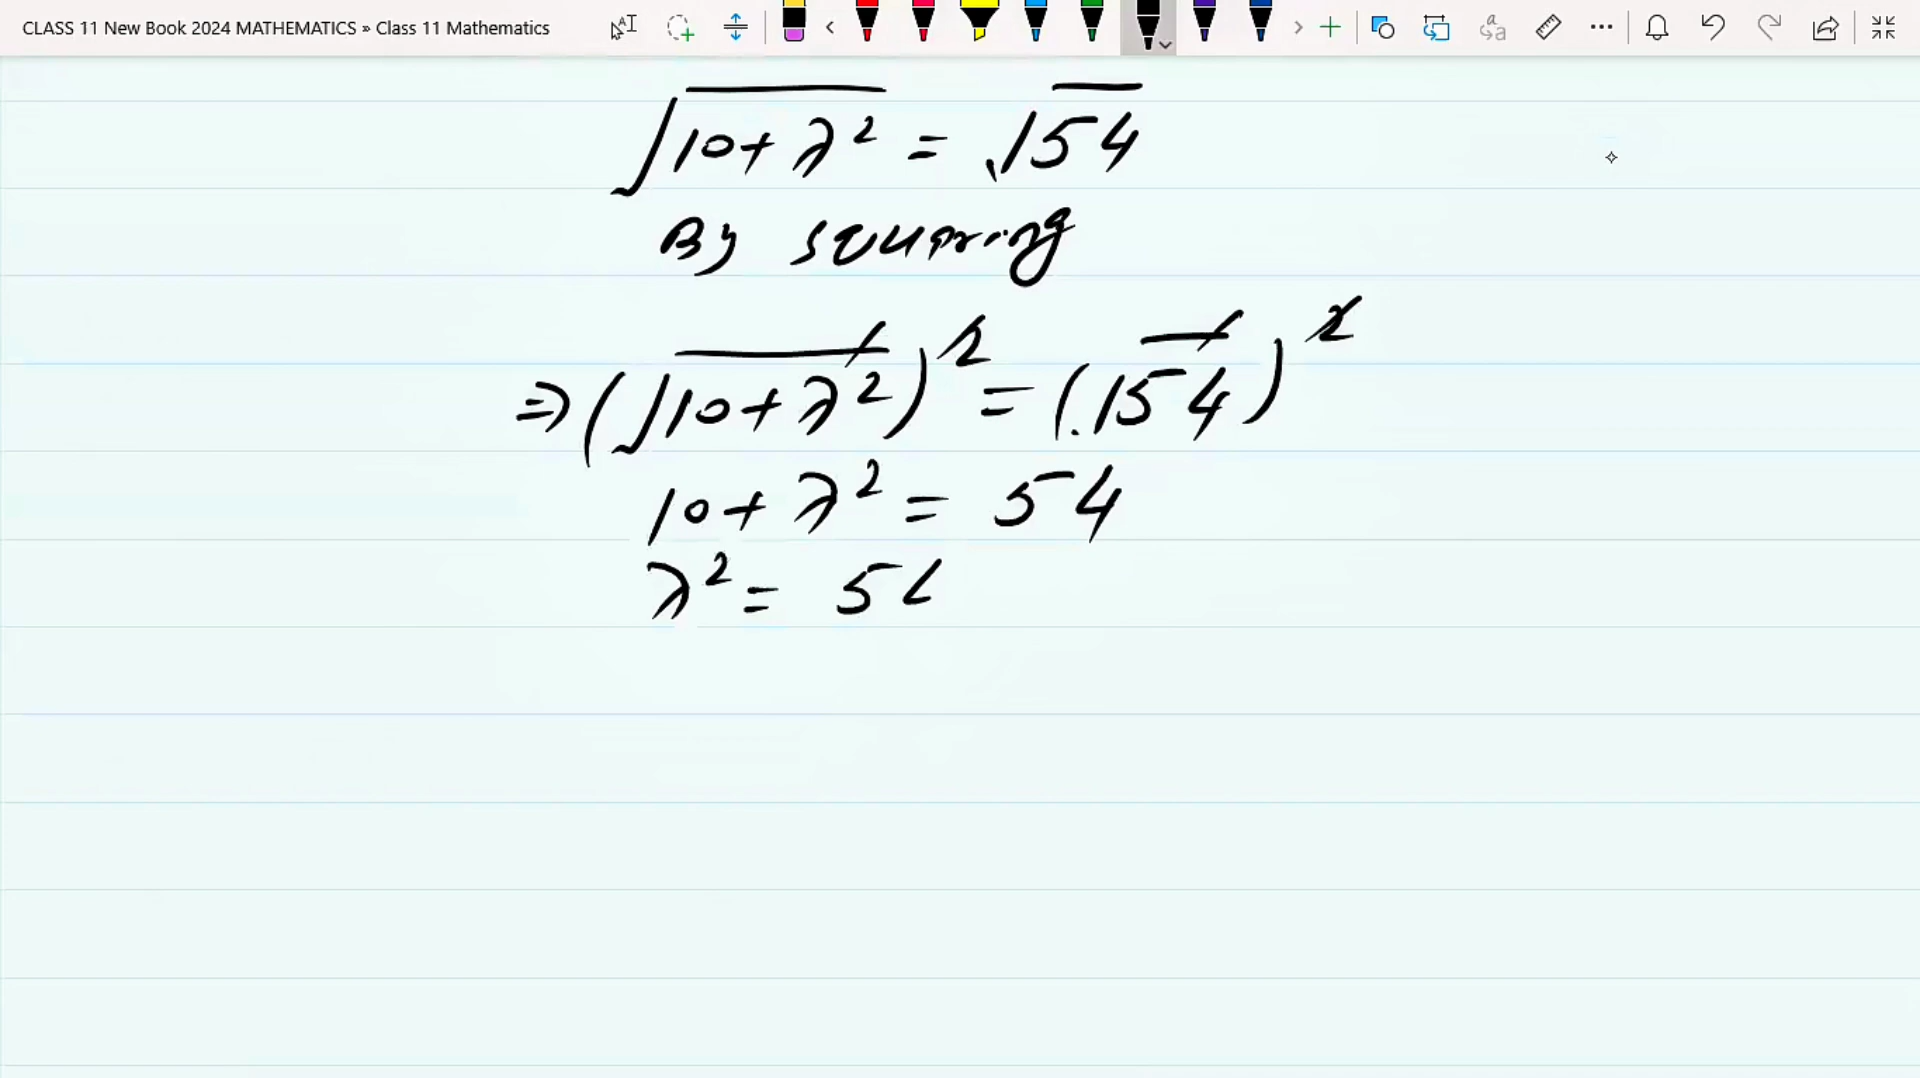 CLASS 11 New Book 2024 MATHEMATICS » Class 11 Mathematics
√10+λ² = √54
By squaring
⇒ (√10+λ²)² = (√54)²
10+λ² = 54
λ² = 5